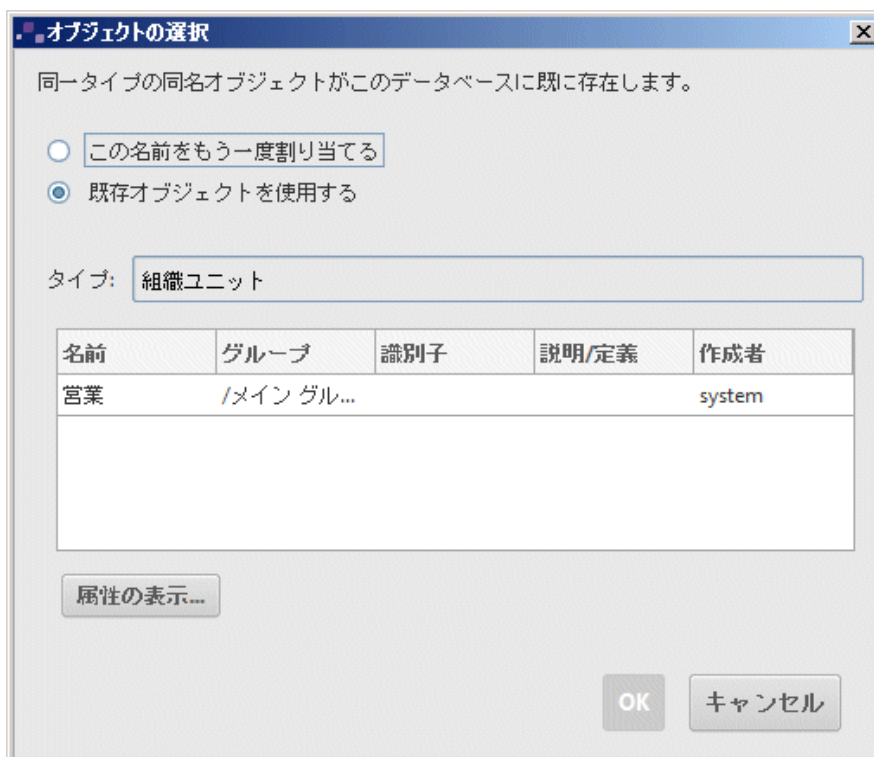 オブジェクトの選択
同一タイプの同名オブジェクトがこのデータベースに既に存在します。
この名前をもう一度割り当てる
既存オブジェクトを使用する
タイプ: 組織ユニット
名前 グループ 識別子 説明/定義 作成者
営業 /メイン グル... system
属性の表示...
OK キャンセル